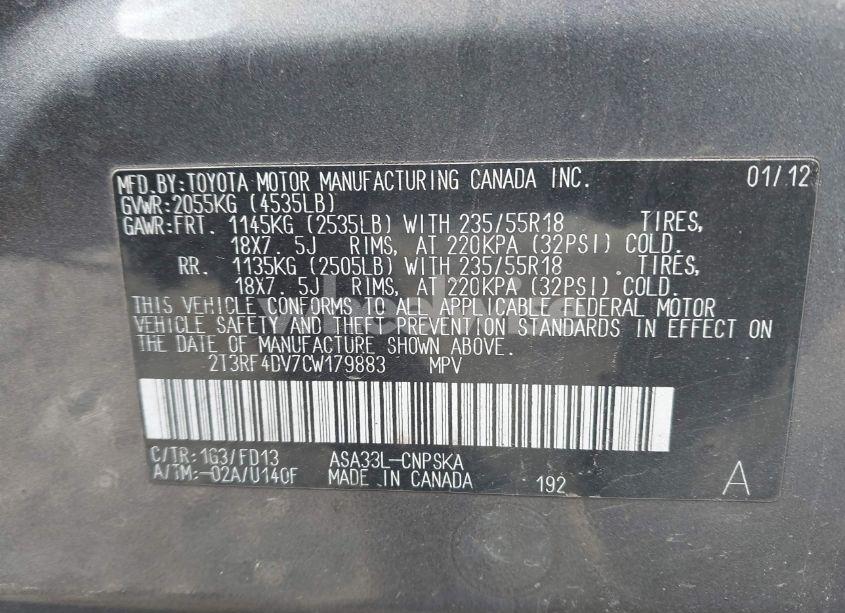 MFD.BY:TOYOTA MOTOR MANUFACTURING CANADA INC. 01/12
GVWR:2055KG (4535LB)
GAWR:FRT. 1145KG (2535LB) WITH 235/55R18 TIRES,
18X7. 5J RIMS, AT 220KPA (32PSI) COLD.
RR. 1135KG (2505LB) WITH 235/55R18 . TIRES,
18X7. 5J RIMS, AT 220KPA (32PSI) COLD.
THIS VEHICLE CONFORMS TO ALL APPLICABLE FEDERAL MOTOR
VEHICLE SAFETY AND THEFT PREVENTION STANDARDS IN EFFECT ON
THE DATE OF MANUFACTURE SHOWN ABOVE.
2T3RF4DV7CW179883 MPV
C/TR:1G3/FD13 ASA33L-CNPSKA
A/TM:-02A/U140F MADE IN CANADA 192 A